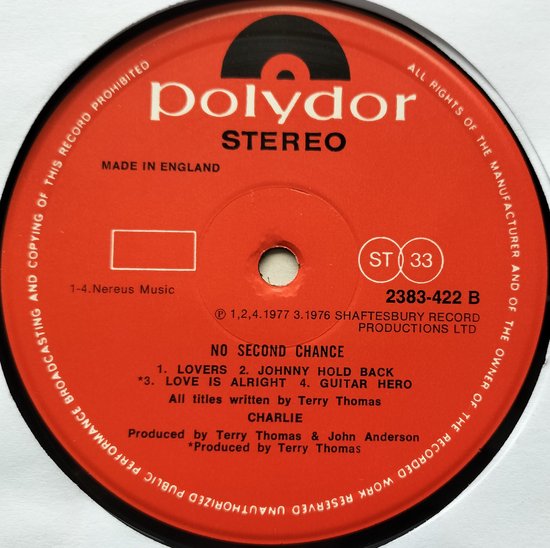 polydor
STEREO
MADE IN ENGLAND
ST 33
1-4. Nereus Music
2383-422 B
℗ 1,2,4. 1977 3. 1976 SHAFTESBURY RECORD
PRODUCTIONS LTD
NO SECOND CHANCE
1. LOVERS 2. JOHNNY HOLD BACK
*3. LOVE IS ALRIGHT 4. GUITAR HERO
All titles written by Terry Thomas
CHARLIE
Produced by Terry Thomas & John Anderson
*Produced by Terry Thomas
ALL RIGHTS OF THE MANUFACTURER AND OF THE OWNER OF THE RECORDED WORK RESERVED UNAUTHORIZED PUBLIC PERFORMANCE BROADCASTING AND COPYING OF THIS RECORD PROHIBITED